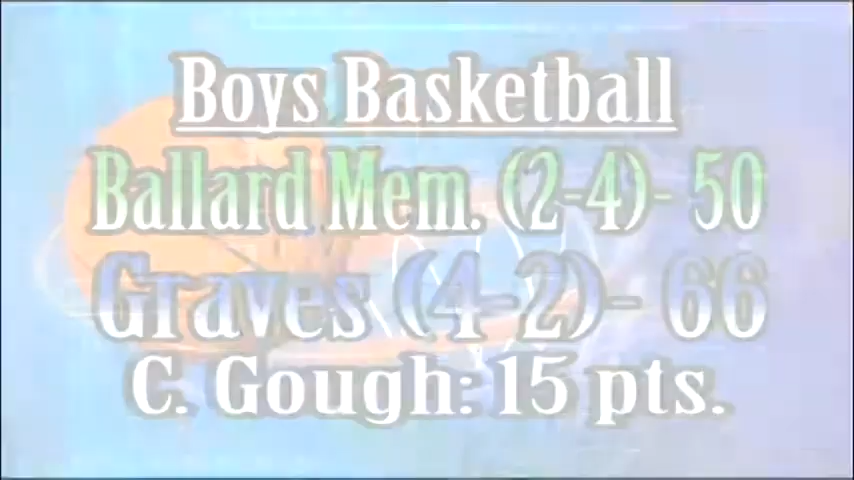 Boys Basketball
Ballard Mem. (2-4)- 50
Graves (4-2)- 66
C. Gough: 15 pts.